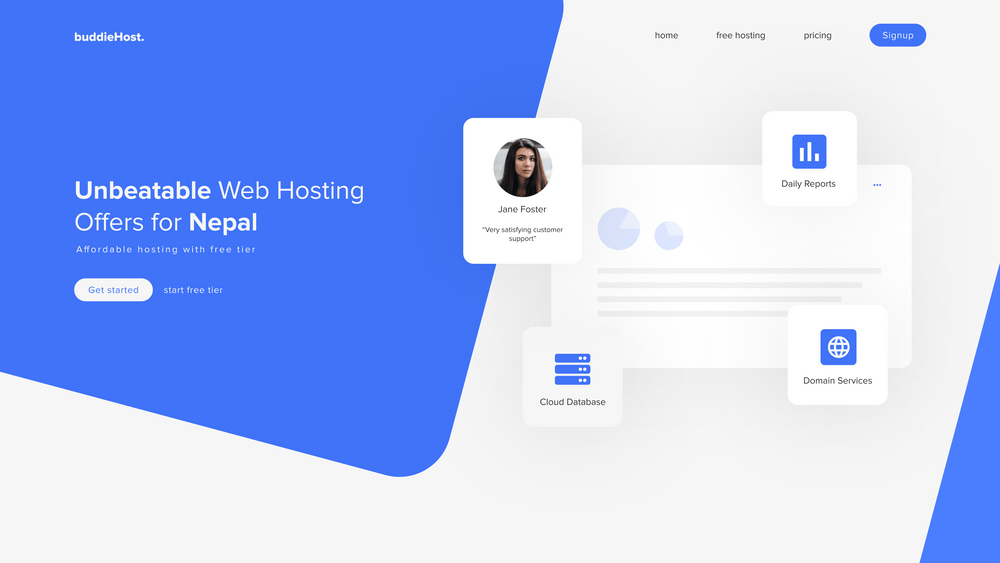 buddieHost.
home
free hosting
pricing
Signup
Unbeatable Web Hosting
Offers for Nepal
Affordable hosting with free tier
Get started
start free tier
Jane Foster
"Very satisfying customer
support"
Daily Reports
Cloud Database
Domain Services